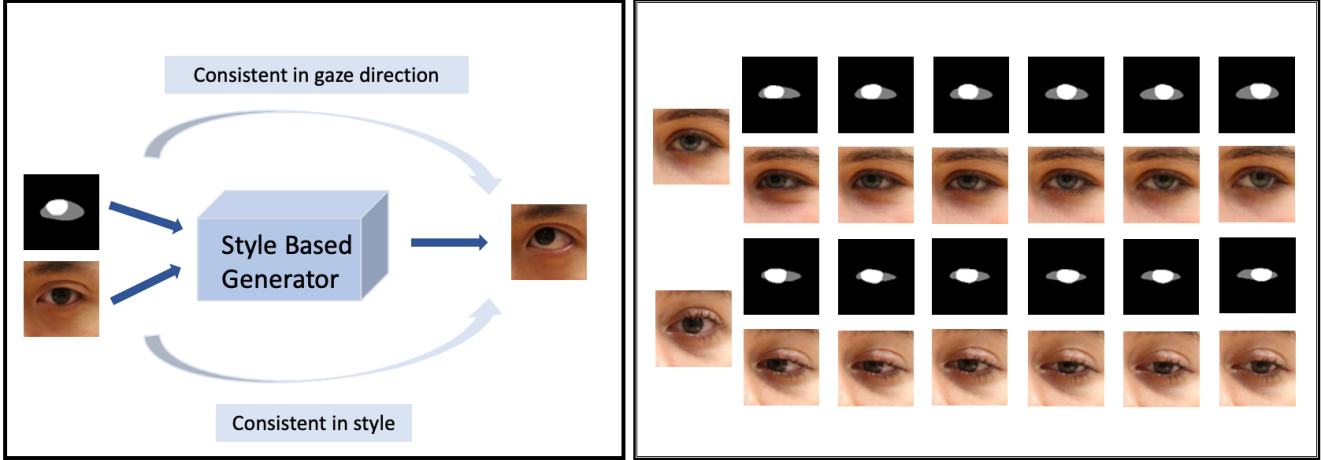 Consistent in gaze direction
Style Based
Generator
Consistent in style